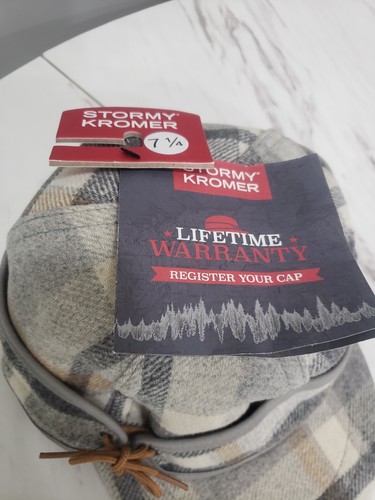 STORMY
KROMER
7 1/4
STORMY
KROMER
LIFETIME
WARRANTY
REGISTER YOUR CAP